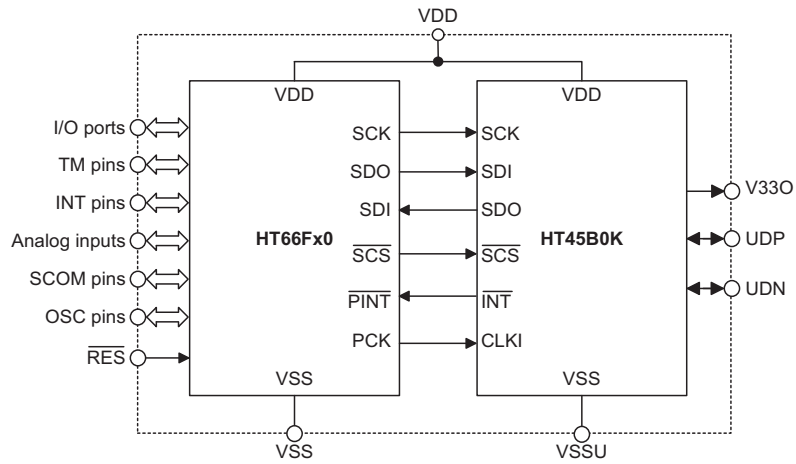 VDD
VDD
VDD
I/O ports
SCK
SCK
TM pins
SDO
SDI
V33O
INT pins
SDI
SDO
Analog inputs
HT66Fx0
HT45B0K
UDP
SCS
SCS
SCOM pins
UDN
PINT
INT
OSC pins
PCK
CLKI
RES
VSS
VSS
VSS
VSSU